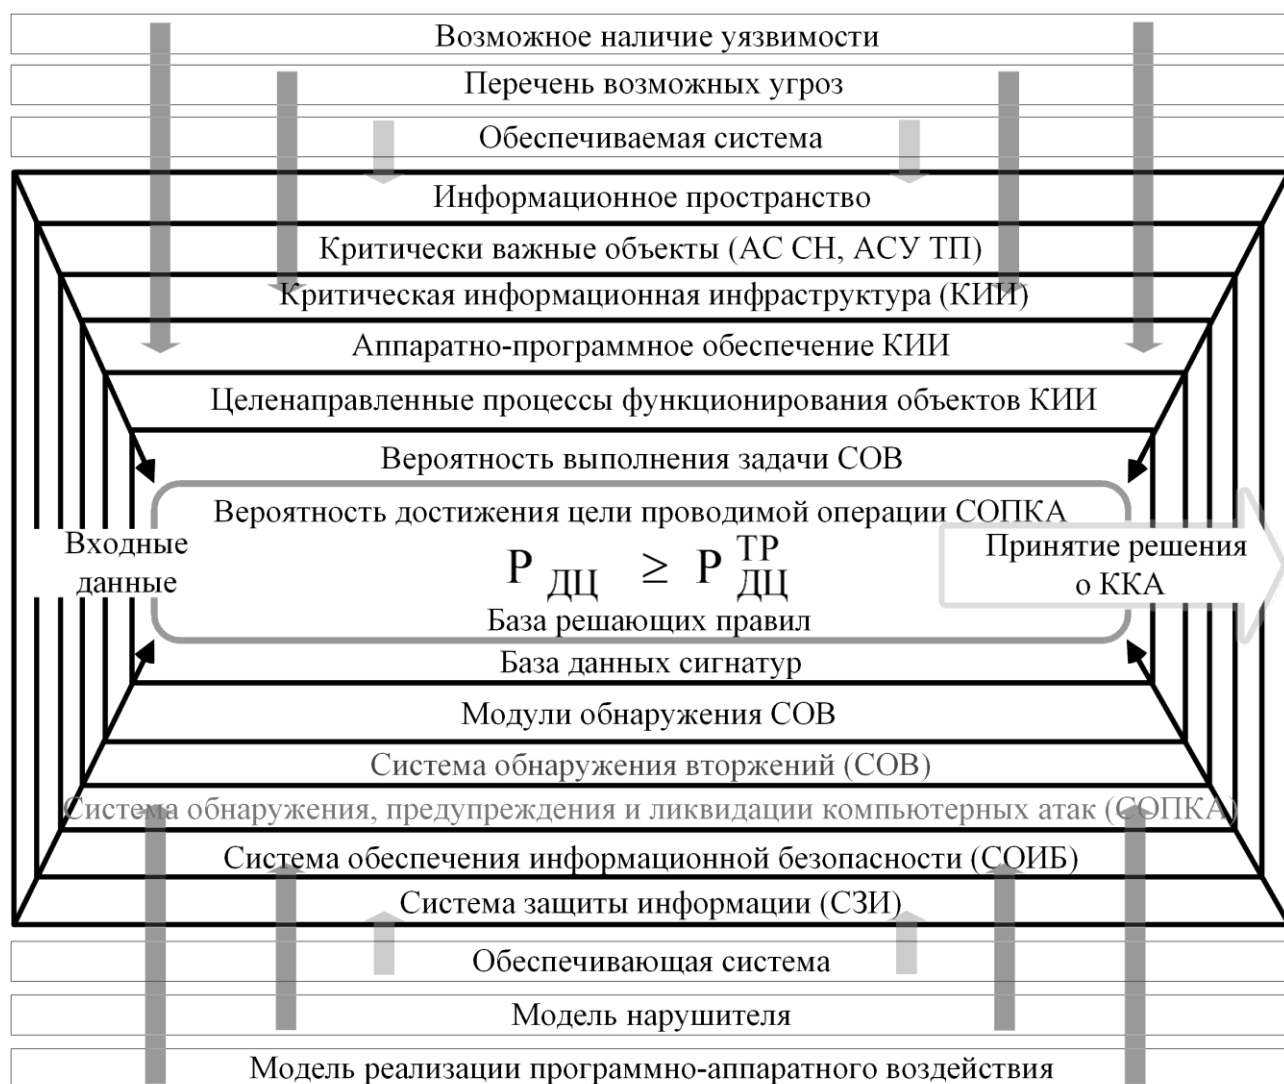 Возможное наличие уязвимости
Перечень возможных угроз
Обеспечиваемая система
Информационное пространство
Критически важные объекты (АС СН, АСУ ТП)
Критическая информационная инфраструктура (КИИ)
Аппаратно-программное обеспечение КИИ
Целенаправленные процессы функционирования объектов КИИ
Вероятность выполнения задачи СОВ
Вероятность достижения цели проводимой операции СОПКА
Входные
данные
P ДЦ ≥ P ТР ДЦ
Принятие решения
о ККА
База решающих правил
База данных сигнатур
Модули обнаружения СОВ
Система обнаружения вторжений (СОВ)
Система обнаружения, предупреждения и ликвидации компьютерных атак (СОПКА)
Система обеспечения информационной безопасности (СОИБ)
Система защиты информации (СЗИ)
Обеспечивающая система
Модель нарушителя
Модель реализации программно-аппаратного воздействия